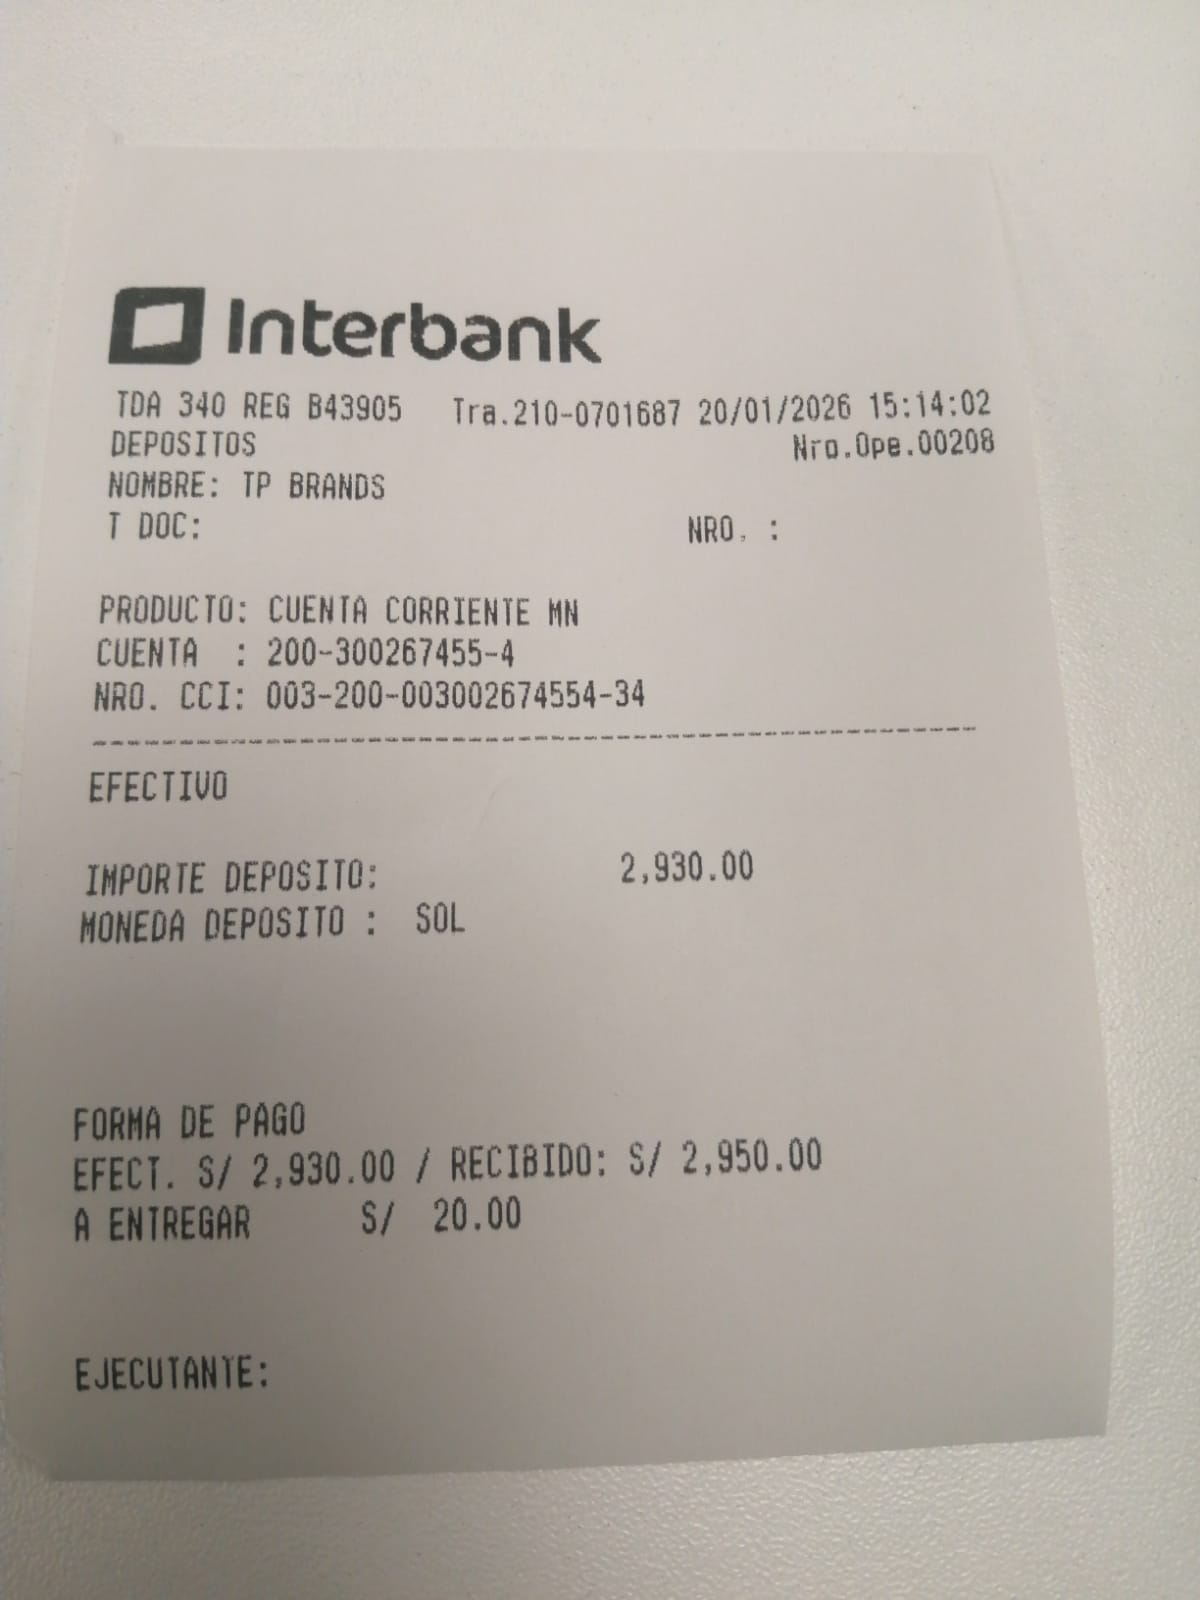 Interbank
TDA 340 REG B43905 Tra.210-0701687 20/01/2026 15:14:02
DEPOSITOS Nro.Ope.00208
NOMBRE: TP BRANDS
T DOC: NRO. :
PRODUCTO: CUENTA CORRIENTE MN
CUENTA : 200-300267455-4
NRO. CCI: 003-200-003002674554-34
EFECTIVO
IMPORTE DEPOSITO: 2,930.00
MONEDA DEPOSITO : SOL
FORMA DE PAGO
EFECT. S/ 2,930.00 / RECIBIDO: S/ 2,950.00
A ENTREGAR S/ 20.00
EJECUTANTE: